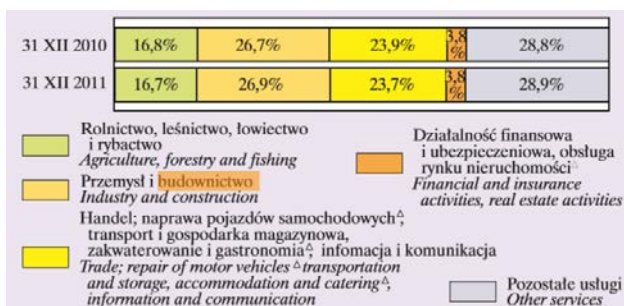 31 XII 2010 16,8% 26,7% 23,9% 3,8 % 28,8%
31 XII 2011 16,7% 26,9% 23,7% 3,8 % 28,9%
Rolnictwo, leśnictwo, łowiectwo
i rybactwo
Agriculture, forestry and fishing
Przemysł i budownictwo
Industry and construction
Handel; naprawa pojazdów samochodowych△;
transport i gospodarka magazynowa,
zakwaterowanie i gastronomia△; infomacja i komunikacja
Trade; repair of motor vehicles △transportation
and storage, accommodation and catering△,
information and communication
Działalność finansowa
i ubezpieczeniowa, obsługa
rynku nieruchomości△
Financial and insurance
activities, real estate activities
Pozostałe usługi
Other services